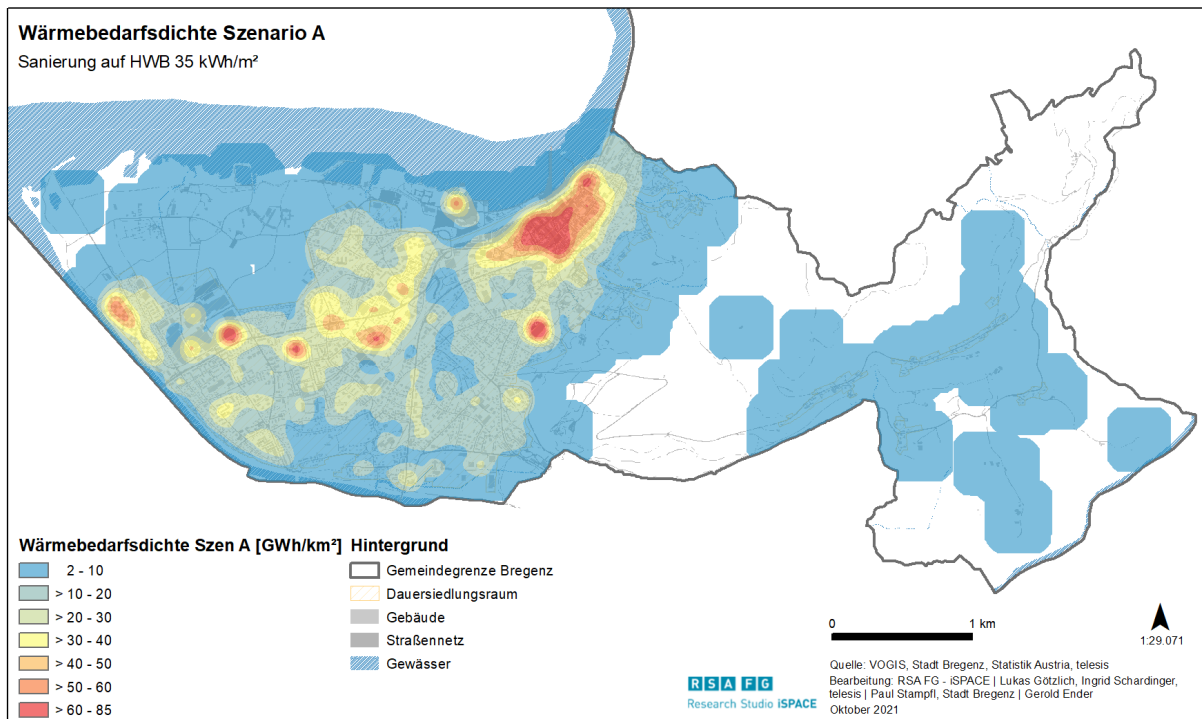 Wärmebedarfsdichte Szenario A
Sanierung auf HWB 35 kWh/m²
Wärmebedarfsdichte Szen A [GWh/km²]
2 - 10
> 10 - 20
> 20 - 30
> 30 - 40
> 40 - 50
> 50 - 60
> 60 - 85
Hintergrund
Gemeindegrenze Bregenz
Dauersiedlungsraum
Gebäude
Straßennetz
Gewässer
0 1 km
1:29.071
RSA FG
Research Studio iSPACE
Quelle: VOGIS, Stadt Bregenz, Statistik Austria, telesis
Bearbeitung: RSA FG - iSPACE | Lukas Götzlich, Ingrid Schardinger,
telesis | Paul Stampfl, Stadt Bregenz | Gerold Ender
Oktober 2021